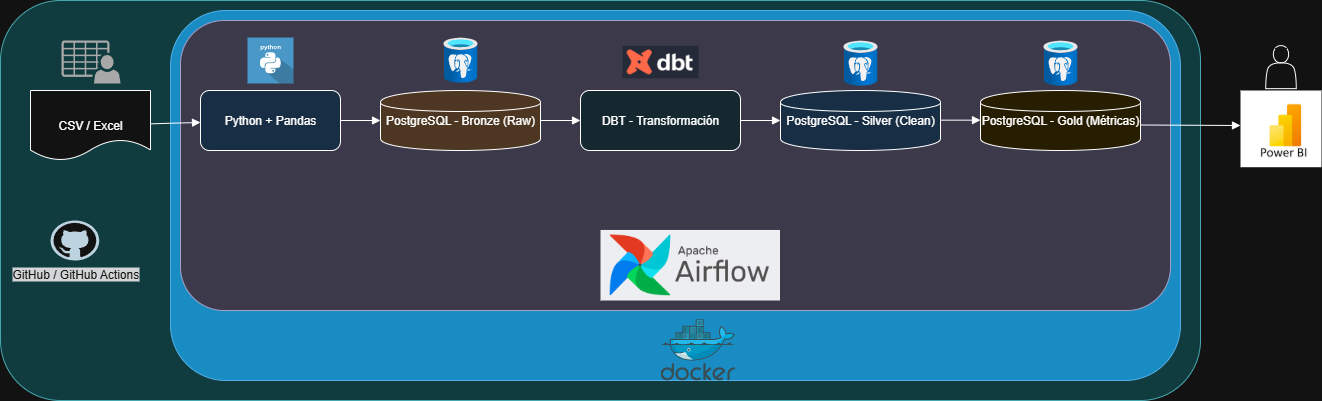 python
dbt
CSV / Excel
Python + Pandas
PostgreSQL - Bronze (Raw)
DBT - Transformación
PostgreSQL - Silver (Clean)
PostgreSQL - Gold (Métricas)
Power BI
GitHub / GitHub Actions
Apache
Airflow
docker